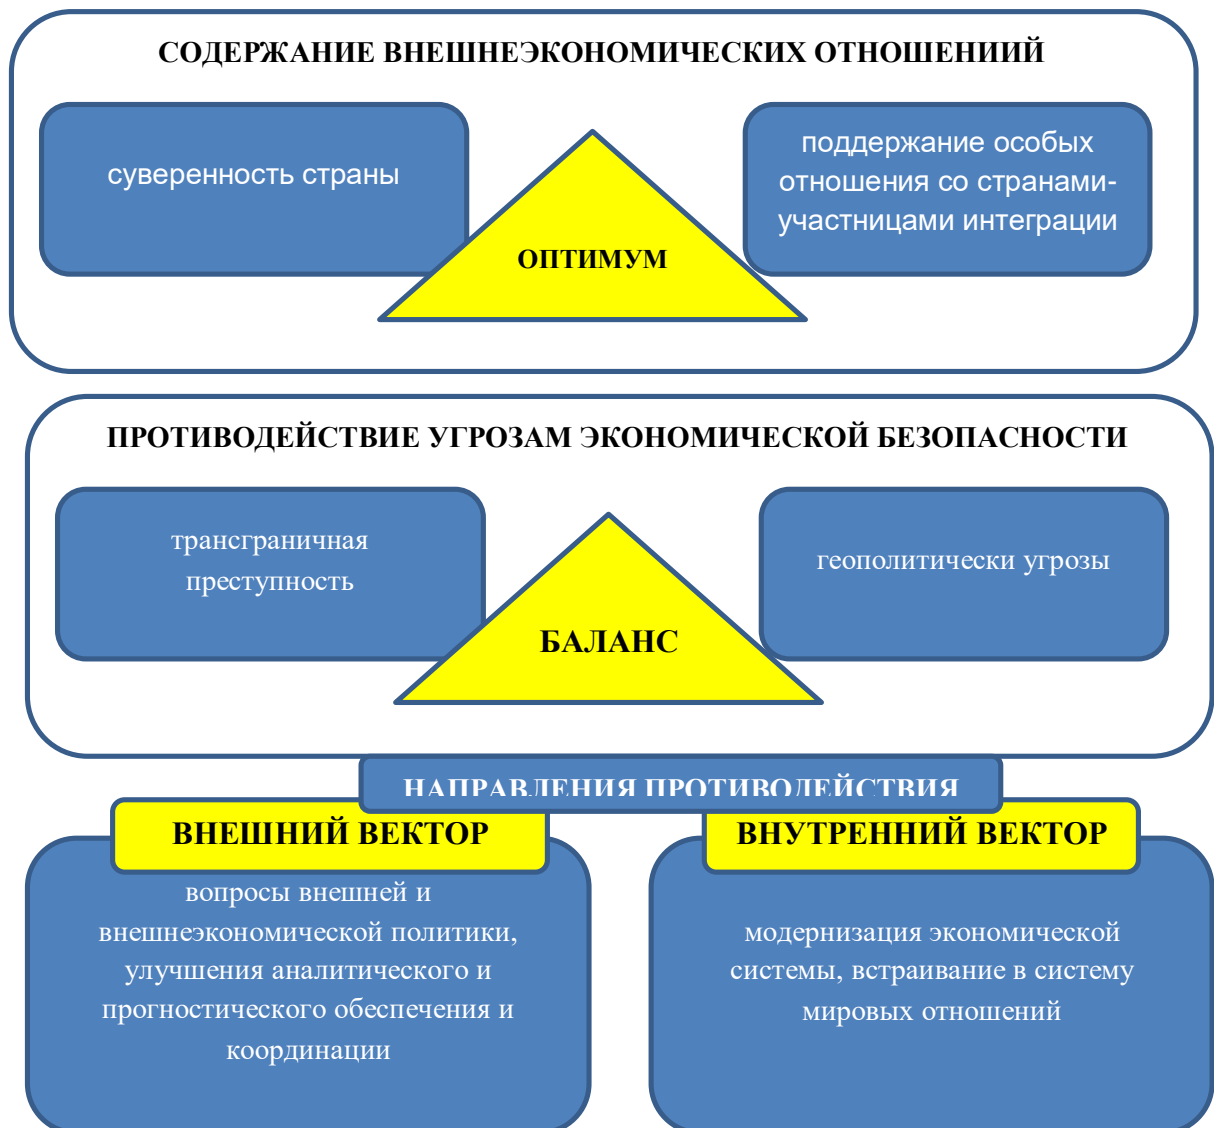 СОДЕРЖАНИЕ ВНЕШНЕЭКОНОМИЧЕСКИХ ОТНОШЕНИИЙ
суверенность страны
поддержание особых
отношения со странами-
участницами интеграции
ОПТИМУМ
ПРОТИВОДЕЙСТВИЕ УГРОЗАМ ЭКОНОМИЧЕСКОЙ БЕЗОПАСНОСТИ
трансграничная
преступность
геополитически угрозы
БАЛАНС
НАПРАВЛЕНИЯ ПРОТИВОДЕЙСТВИЯ
ВНЕШНИЙ ВЕКТОР
вопросы внешней и
внешнеэкономической политики,
улучшения аналитического и
прогностического обеспечения и
координации
ВНУТРЕННИЙ ВЕКТОР
модернизация экономической
системы, встраивание в систему
мировых отношений